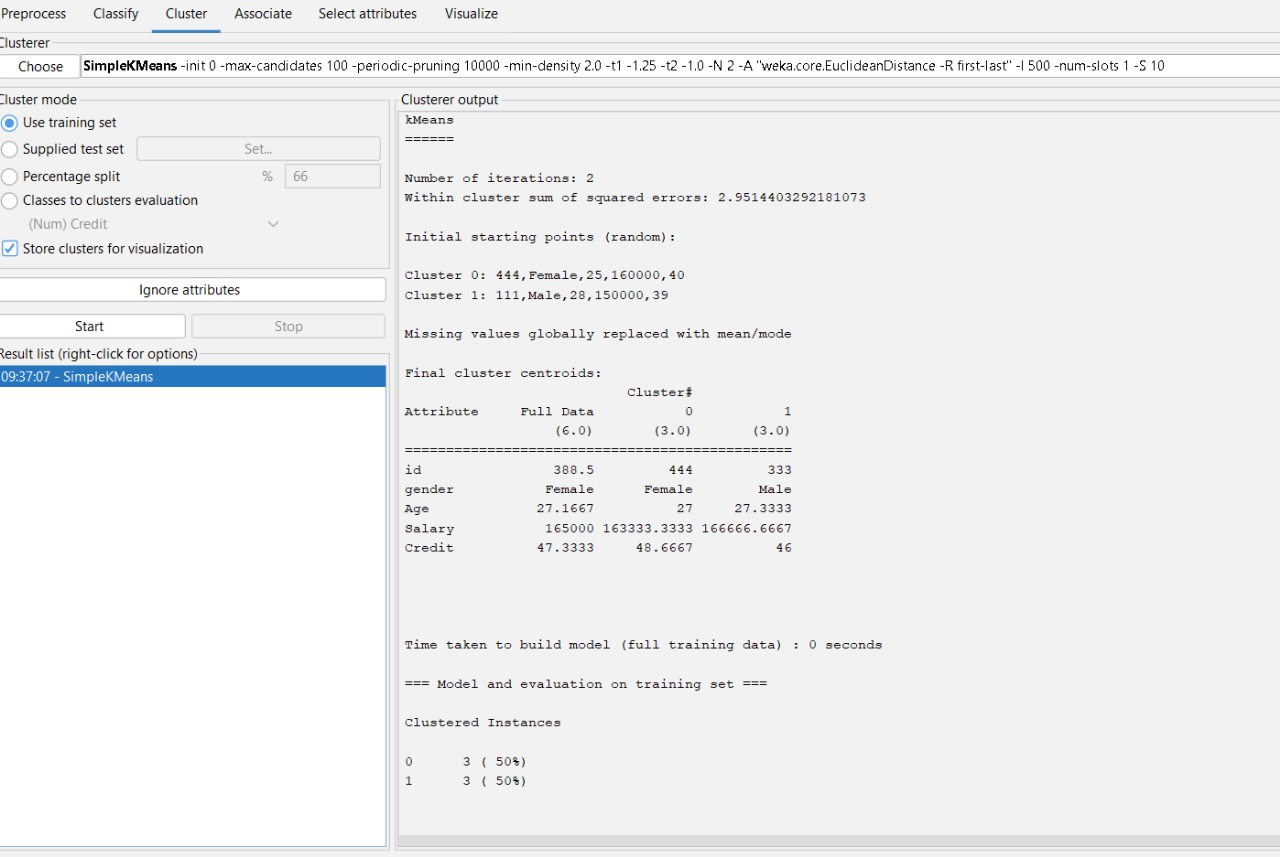 Preprocess Classify Cluster Associate Select attributes Visualize
Clusterer
Choose SimpleKMeans -init 0 -max-candidates 100 -periodic-pruning 10000 -min-density 2.0 -t1 -1.25 -t2 -1.0 -N 2 -A "weka.core.EuclideanDistance -R first-last" -I 500 -num-slots 1 -S 10
Cluster mode
Use training set
Supplied test set Set...
Percentage split % 66
Classes to clusters evaluation
(Num) Credit
Store clusters for visualization
Ignore attributes
Start Stop
Result list (right-click for options)
09:37:07 - SimpleKMeans
Clusterer output
kMeans
======
Number of iterations: 2
Within cluster sum of squared errors: 2.9514403292181073
Initial starting points (random):
Cluster 0: 444,Female,25,160000,40
Cluster 1: 111,Male,28,150000,39
Missing values globally replaced with mean/mode
Final cluster centroids:
Cluster#
Attribute Full Data 0 1
(6.0) (3.0) (3.0)
===============================================
id 388.5 444 333
gender Female Female Male
Age 27.1667 27 27.3333
Salary 165000 163333.3333 166666.6667
Credit 47.3333 48.6667 46
Time taken to build model (full training data) : 0 seconds
=== Model and evaluation on training set ===
Clustered Instances
0 3 ( 50%)
1 3 ( 50%)